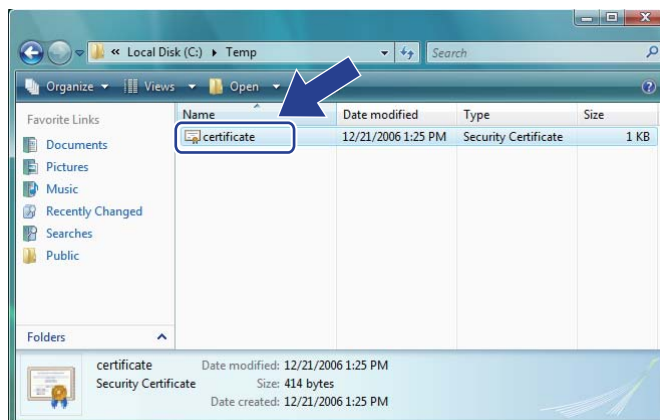 « Local Disk (C:) ▸ Temp Search
Organize Views Open
Favorite Links
Documents
Pictures
Music
Recently Changed
Searches
Public
Folders
Name Date modified Type Size
certificate 12/21/2006 1:25 PM Security Certificate 1 KB
certificate Date modified: 12/21/2006 1:25 PM
Security Certificate Size: 414 bytes
Date created: 12/21/2006 1:25 PM